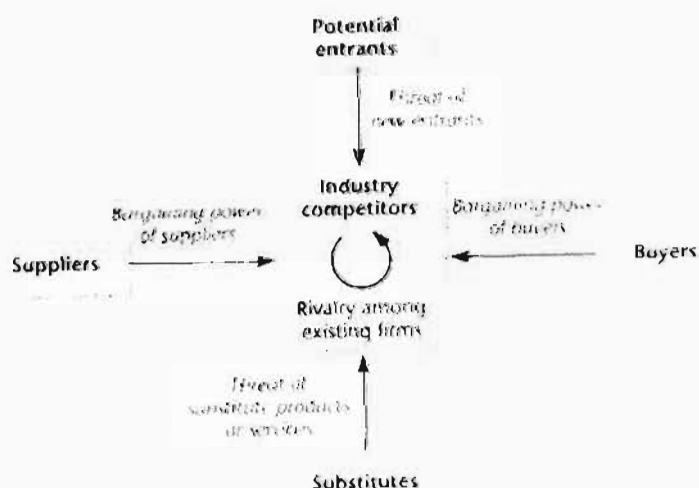 Potential
entrants
Threat of
new entrants
Industry
competitors
Bargaining power
of suppliers
Bargaining power
of buyers
Suppliers
Buyers
Rivalry among
existing firms
Threat of
substitute products
or services
Substitutes